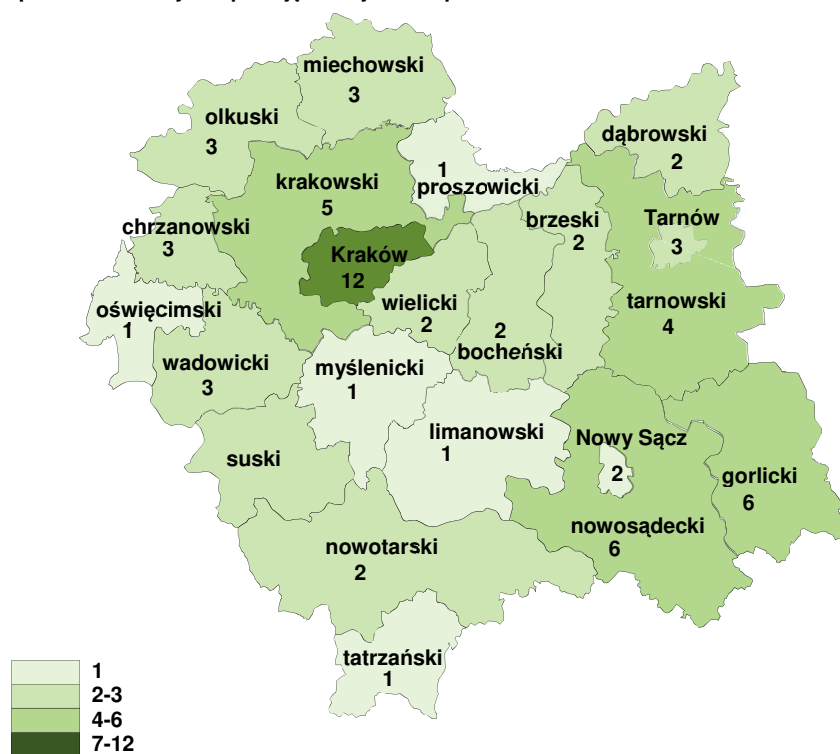 miechowski
3
olkuski
3
dąbrowski
2
1
proszowicki
krakowski
5
brzeski
2
Tarnów
3
chrzanowski
3
Kraków
12
wielicki
2
tarnowski
4
oświęcimski
1
2
bocheński
wadowicki
3
myślenicki
1
limanowski
1
Nowy Sącz
2
suski
gorlicki
6
nowosądecki
6
nowotarski
2
tatrzański
1
1
2-3
4-6
7-12